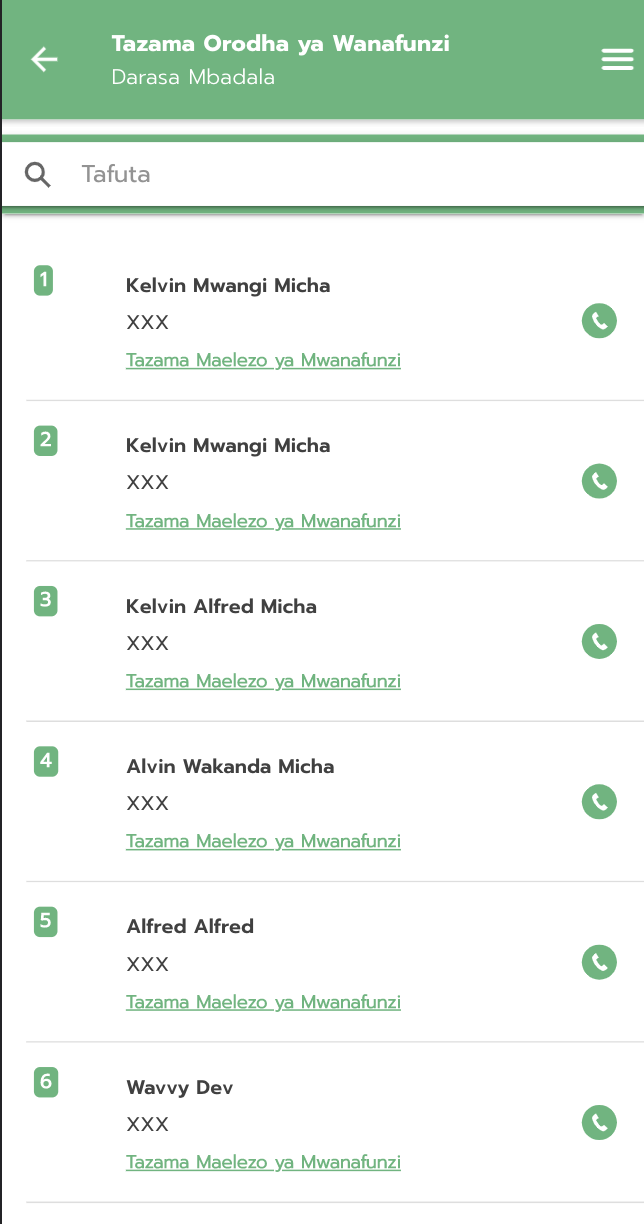 Tazama Orodha ya Wanafunzi
Darasa Mbadala
Tafuta
1
Kelvin Mwangi Micha
XXX
Tazama Maelezo ya Mwanafunzi
2
Kelvin Mwangi Micha
XXX
Tazama Maelezo ya Mwanafunzi
3
Kelvin Alfred Micha
XXX
Tazama Maelezo ya Mwanafunzi
4
Alvin Wakanda Micha
XXX
Tazama Maelezo ya Mwanafunzi
5
Alfred Alfred
XXX
Tazama Maelezo ya Mwanafunzi
6
Wavvy Dev
XXX
Tazama Maelezo ya Mwanafunzi